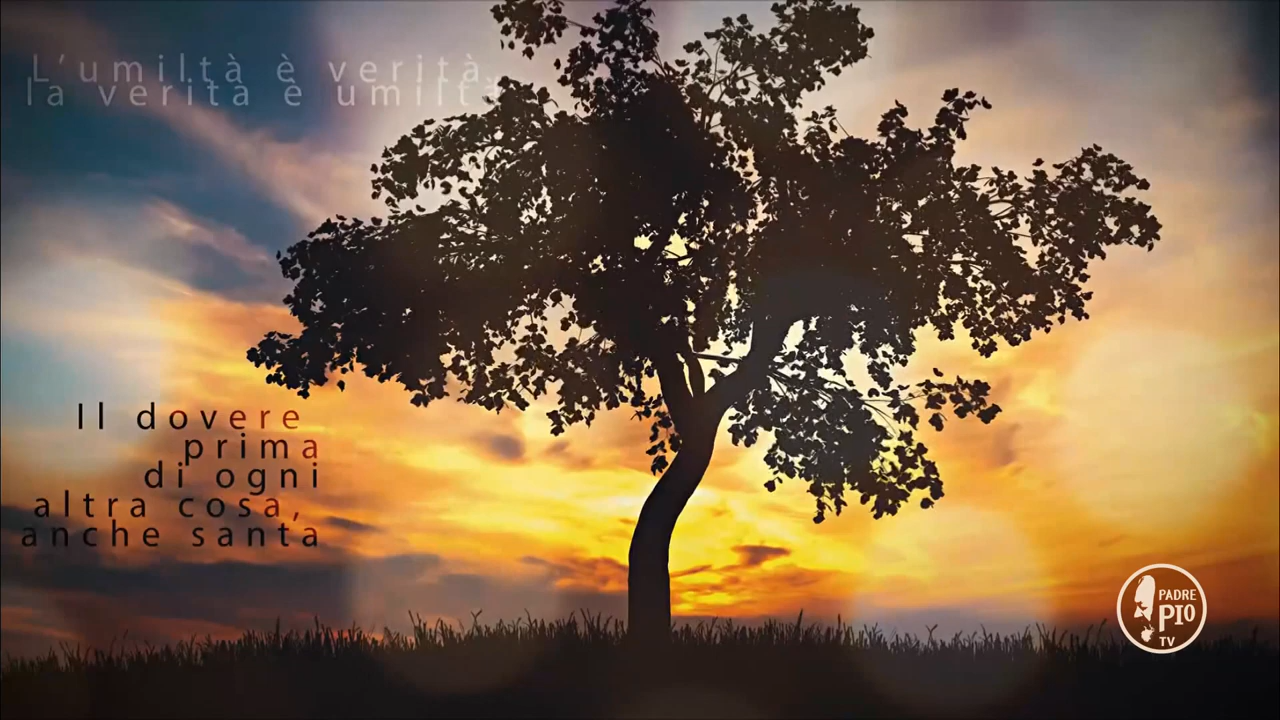 L'umiltà è verità,
la verità è umiltà
Il dovere
prima
di ogni
altra cosa,
anche santa
PADRE
PIO
TV